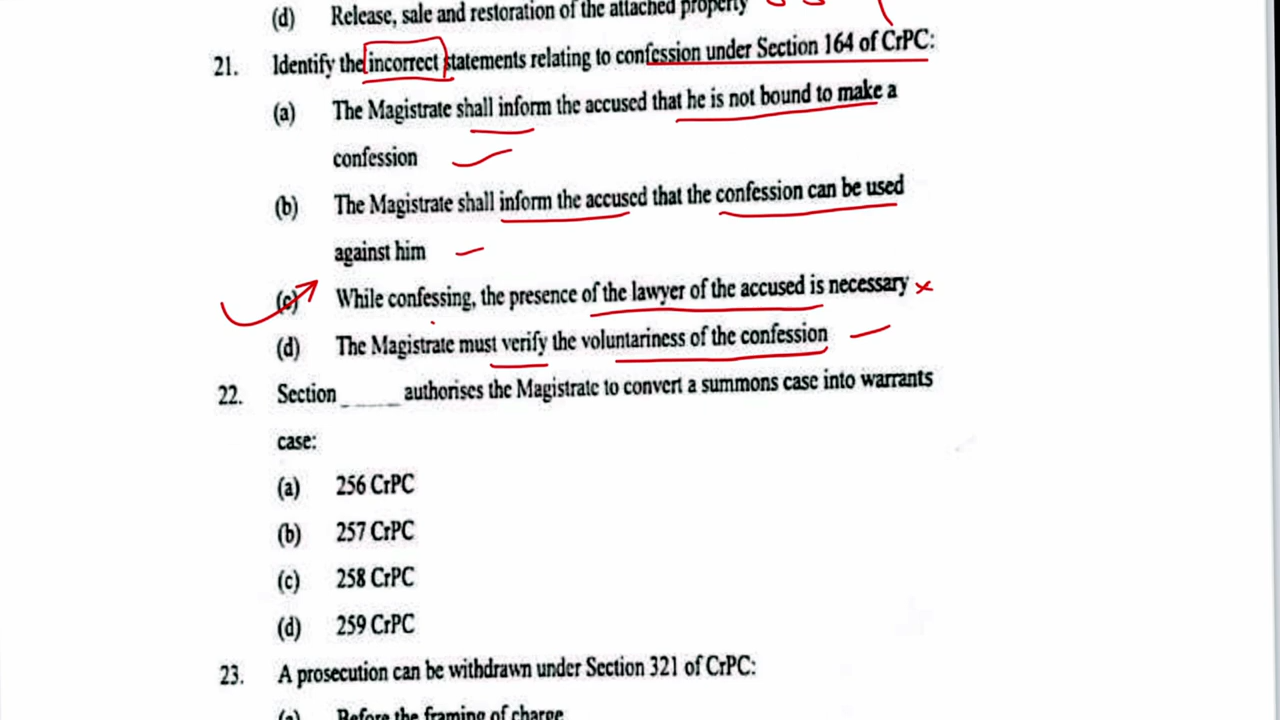 (d) Release, sale and restoration of the attached property
21. Identify the incorrect statements relating to confession under Section 164 of CrPC:
(a) The Magistrate shall inform the accused that he is not bound to make a
confession
(b) The Magistrate shall inform the accused that the confession can be used
against him
(c) While confessing, the presence of the lawyer of the accused is necessary
(d) The Magistrate must verify the voluntariness of the confession
22. Section _____ authorises the Magistrate to convert a summons case into warrants
case:
(a) 256 CrPC
(b) 257 CrPC
(c) 258 CrPC
(d) 259 CrPC
23. A prosecution can be withdrawn under Section 321 of CrPC:
(a) Before the framing of charge